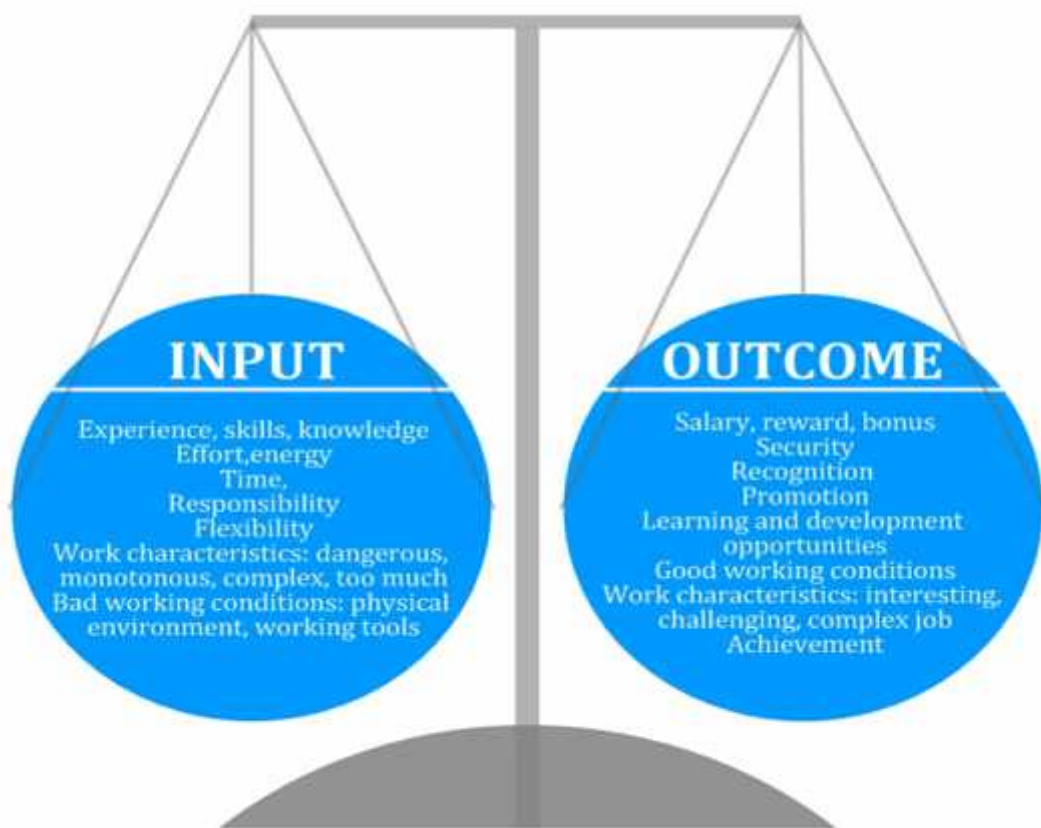 INPUT
Experience, skills, knowledge
Effort,energy
Time,
Responsibility
Flexibility
Work characteristics: dangerous,
monotonous, complex, too much
Bad working conditions: physical
environment, working tools
OUTCOME
Salary, reward, bonus
Security
Recognition
Promotion
Learning and development
opportunities
Good working conditions
Work characteristics: interesting,
challenging, complex job
Achievement